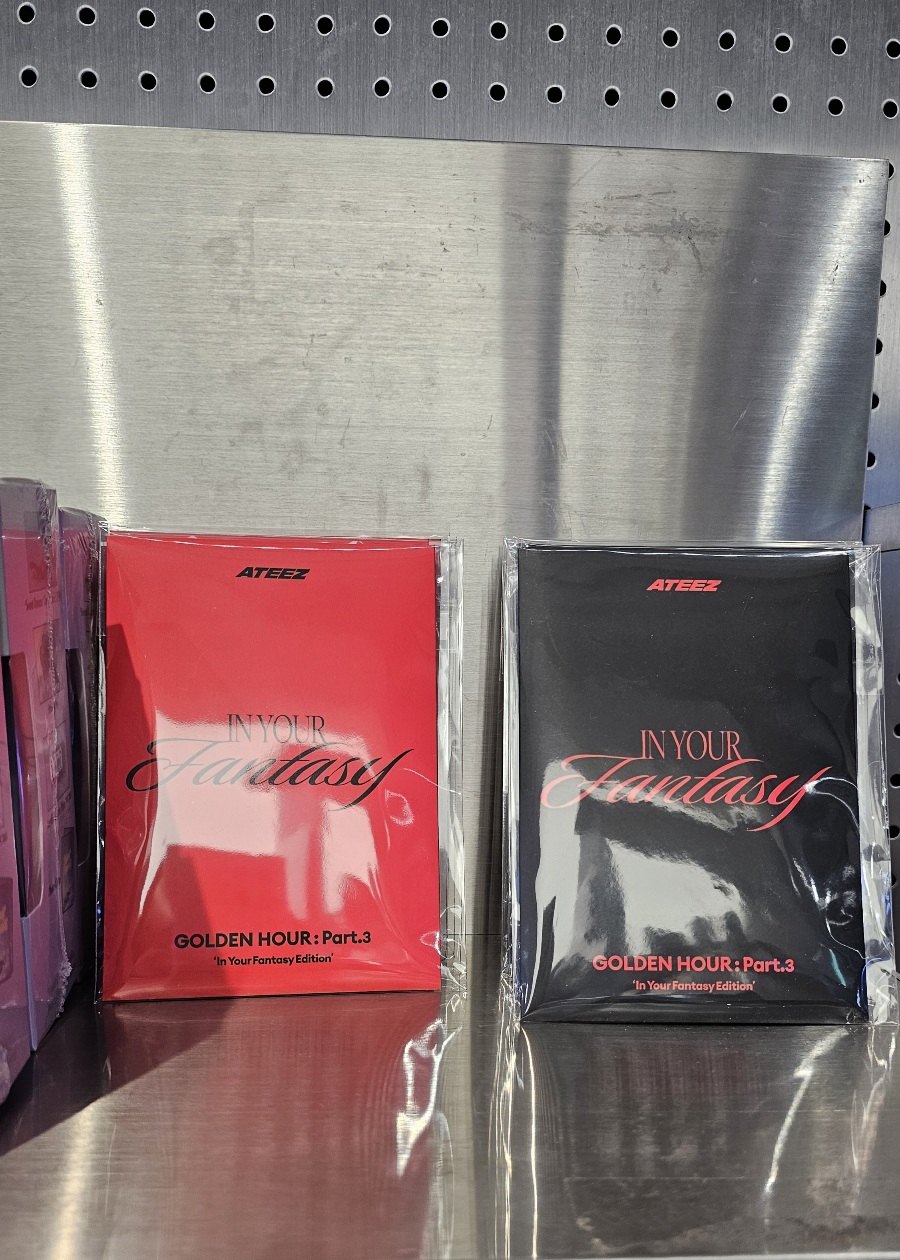 ATEEZ
IN YOUR
Fantasy
GOLDEN HOUR : Part.3
'In Your Fantasy Edition'
ATEEZ
IN YOUR
Fantasy
GOLDEN HOUR : Part.3
'In Your Fantasy Edition'